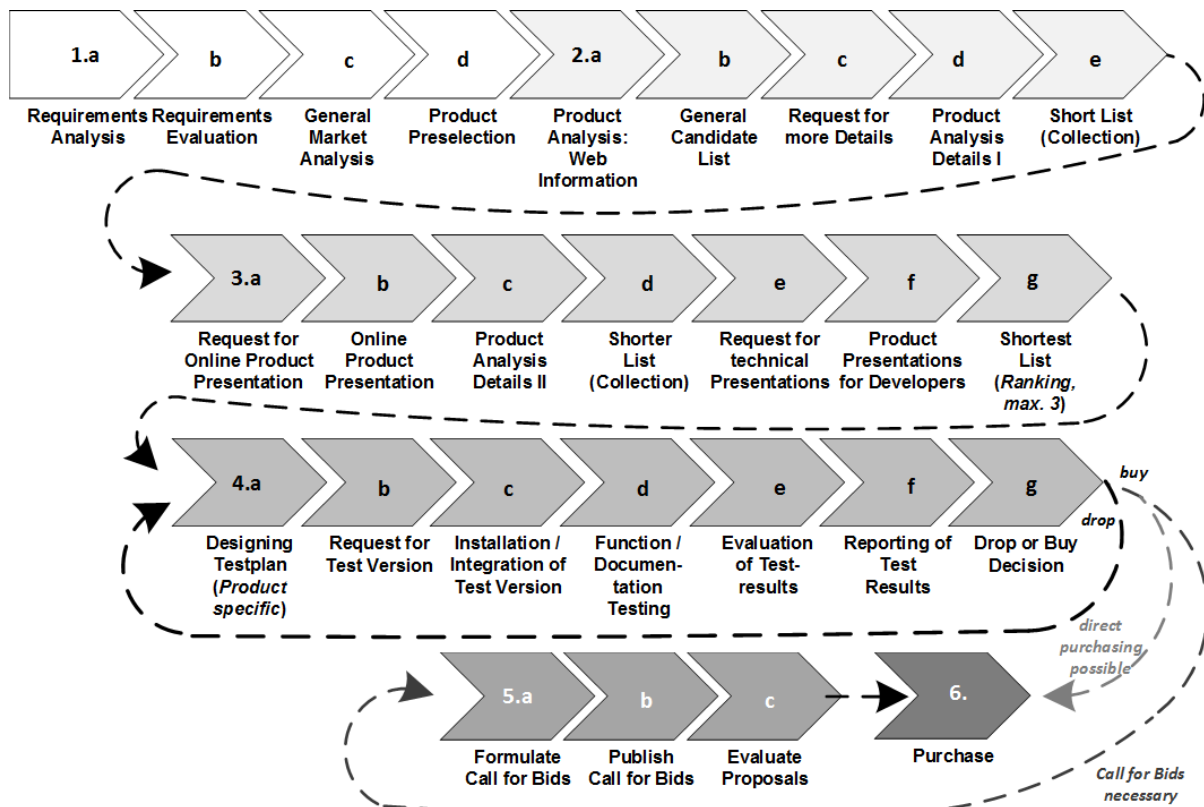 1.a
b
c
d
2.a
b
c
d
e
Requirements
Analysis
Requirements
Evaluation
General
Market
Analysis
Product
Preselection
Product
Analysis:
Web
Information
General
Candidate
List
Request for
more Details
Product
Analysis
Details I
Short List
(Collection)
3.a
b
c
d
e
f
g
Request for
Online Product
Presentation
Online
Product
Presentation
Product
Analysis
Details II
Shorter
List
(Collection)
Request for
technical
Presentations
Product
Presentations
for Developers
Shortest
List
(Ranking,
max. 3)
4.a
b
c
d
e
f
g
buy
drop
Designing
Testplan
(Product
specific)
Request for
Test Version
Installation /
Integration of
Test Version
Function /
Documen-
tation
Testing
Evaluation
of Test-
results
Reporting of
Test
Results
Drop or Buy
Decision
direct
purchasing
possible
5.a
b
c
6.
Formulate
Call for Bids
Publish
Call for Bids
Evaluate
Proposals
Purchase
Call for Bids
necessary